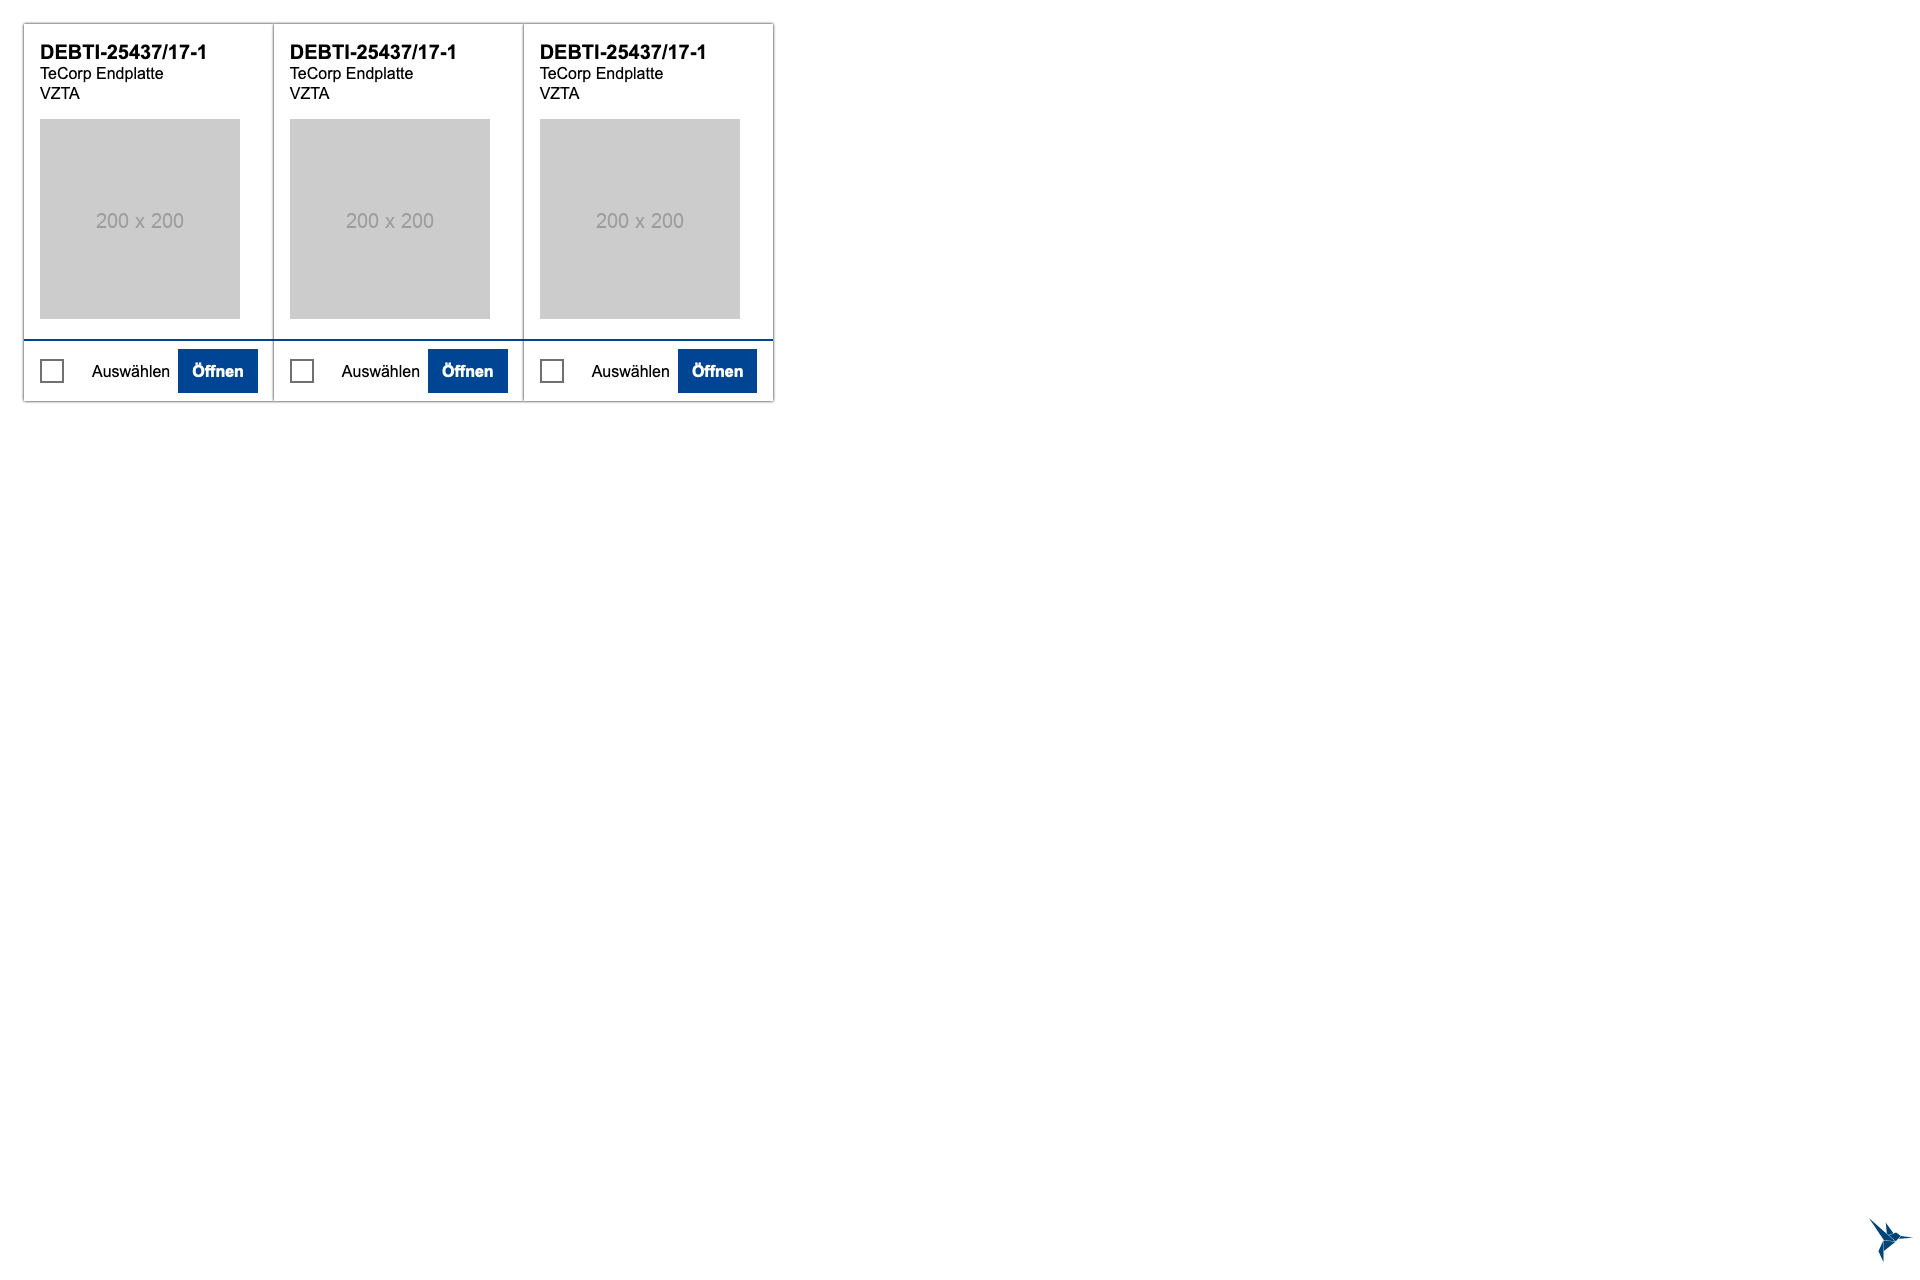 DEBTI-25437/17-1
TeCorp Endplatte
VZTA
200 x 200
Auswählen Öffnen
DEBTI-25437/17-1
TeCorp Endplatte
VZTA
200 x 200
Auswählen Öffnen
DEBTI-25437/17-1
TeCorp Endplatte
VZTA
200 x 200
Auswählen Öffnen